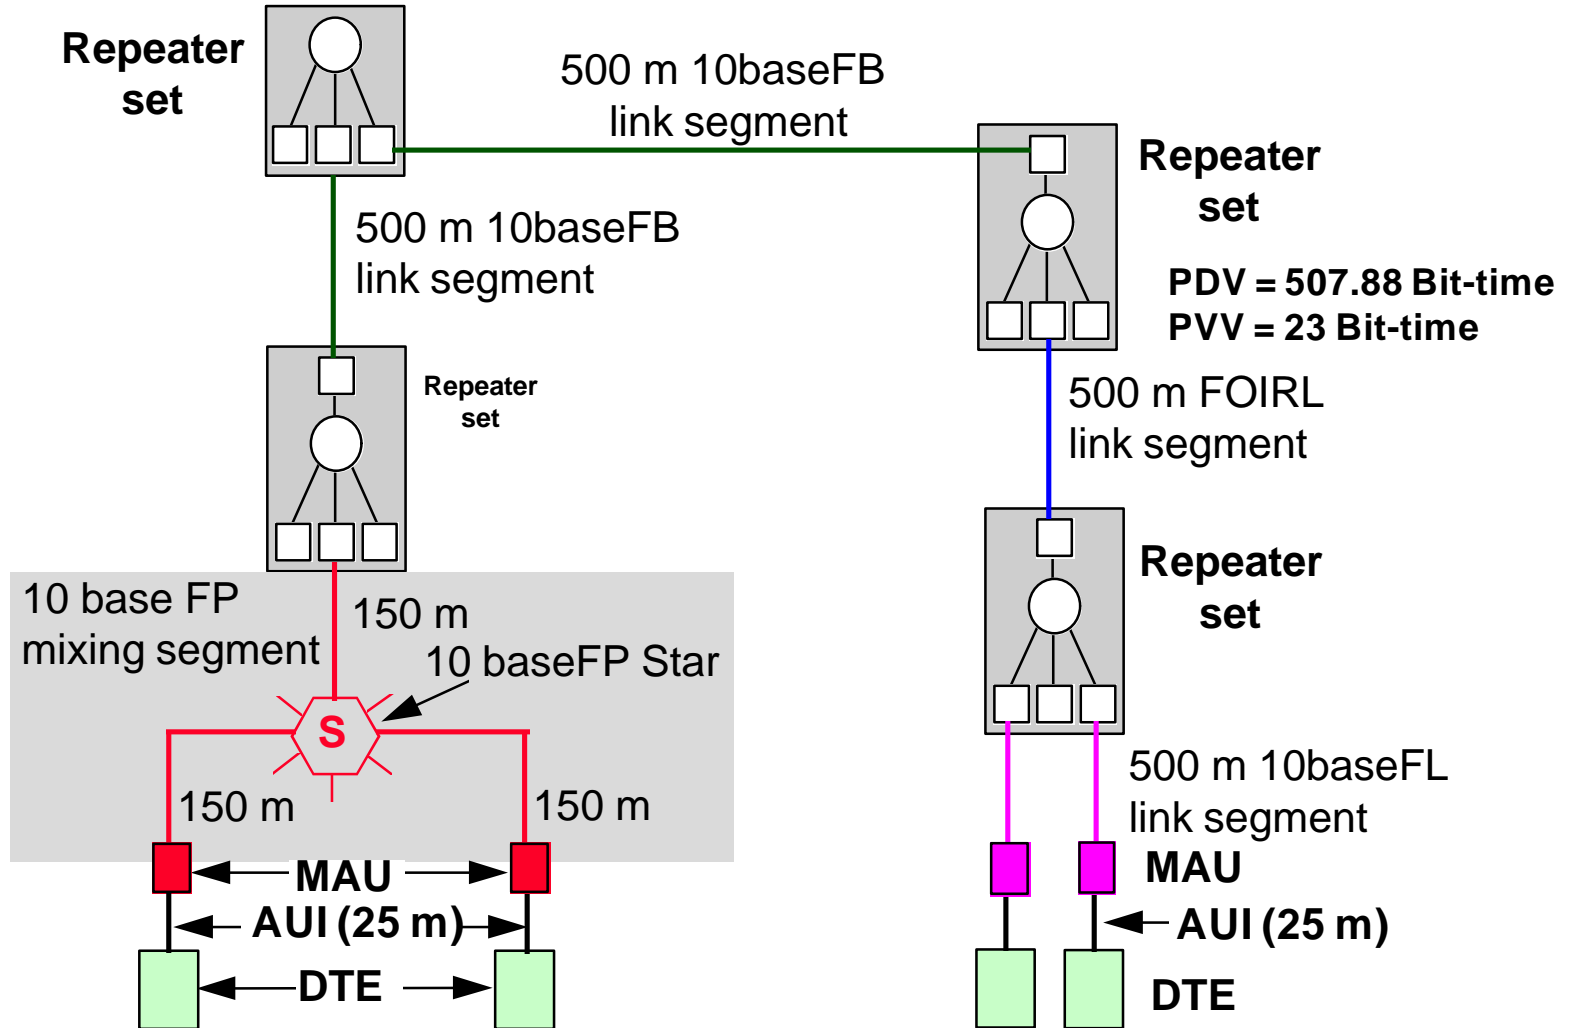 Repeater
set
500 m 10baseFB
link segment
Repeater
set
500 m 10baseFB
link segment
PDV = 507.88 Bit-time
PVV = 23 Bit-time
Repeater
set
500 m FOIRL
link segment
Repeater
set
10 base FP
mixing segment
150 m
10 baseFP Star
S
150 m
150 m
500 m 10baseFL
link segment
MAU
MAU
AUI (25 m)
AUI (25 m)
DTE
DTE